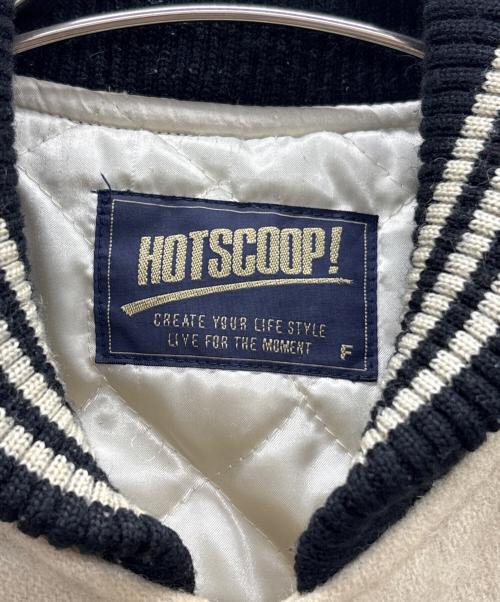 HOTSCOOP!
CREATE YOUR LIFE STYLE
LIVE FOR THE MOMENT
F